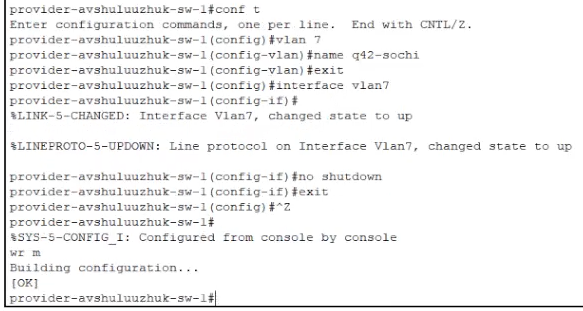 provider-avshuluuzhuk-sw-1#conf t
Enter configuration commands, one per line.  End with CNTL/Z.
provider-avshuluuzhuk-sw-1(config)#vlan 7
provider-avshuluuzhuk-sw-1(config-vlan)#name q42-sochi
provider-avshuluuzhuk-sw-1(config-vlan)#exit
provider-avshuluuzhuk-sw-1(config)#interface vlan7
provider-avshuluuzhuk-sw-1(config-if)#
%LINK-5-CHANGED: Interface Vlan7, changed state to up
%LINEPROTO-5-UPDOWN: Line protocol on Interface Vlan7, changed state to up
provider-avshuluuzhuk-sw-1(config-if)#no shutdown
provider-avshuluuzhuk-sw-1(config-if)#exit
provider-avshuluuzhuk-sw-1(config)#^Z
provider-avshuluuzhuk-sw-1#
%SYS-5-CONFIG_I: Configured from console by console
wr m
Building configuration...
[OK]
provider-avshuluuzhuk-sw-1#